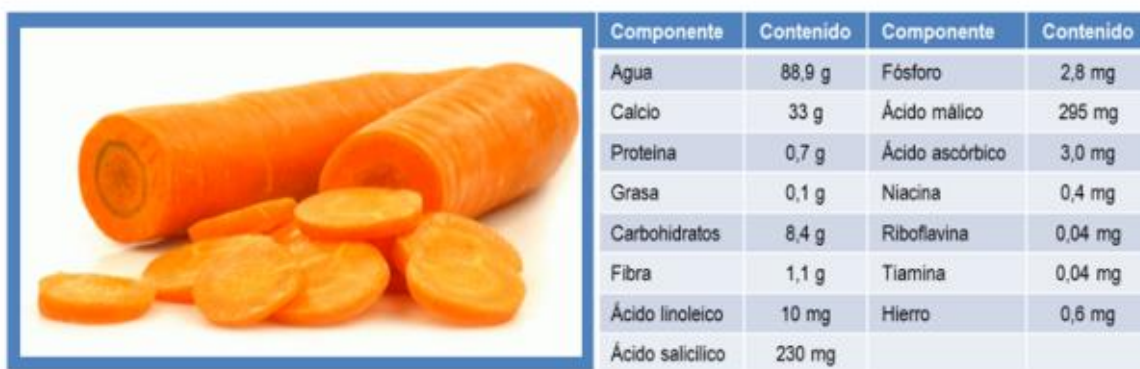 Componente Contenido Componente Contenido
Agua 88,9 g Fósforo 2,8 mg
Calcio 33 g Ácido málico 295 mg
Proteína 0,7 g Ácido ascórbico 3,0 mg
Grasa 0,1 g Niacina 0,4 mg
Carbohidratos 8,4 g Riboflavina 0,04 mg
Fibra 1,1 g Tiamina 0,04 mg
Ácido linoleico 10 mg Hierro 0,6 mg
Ácido salicílico 230 mg